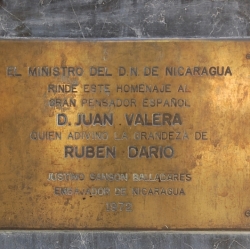 EL MINISTRO DEL D.N DE NICARAGUA
RINDE ESTE HOMENAJE AL
GRAN PENSADOR ESPAÑOL
D. JUAN VALERA
QUIEN ADIVINO LA GRANDEZA DE
RUBEN DARIO
JUSTINO SANSON BALLADARES
EMBAJADOR DE NICARAGUA